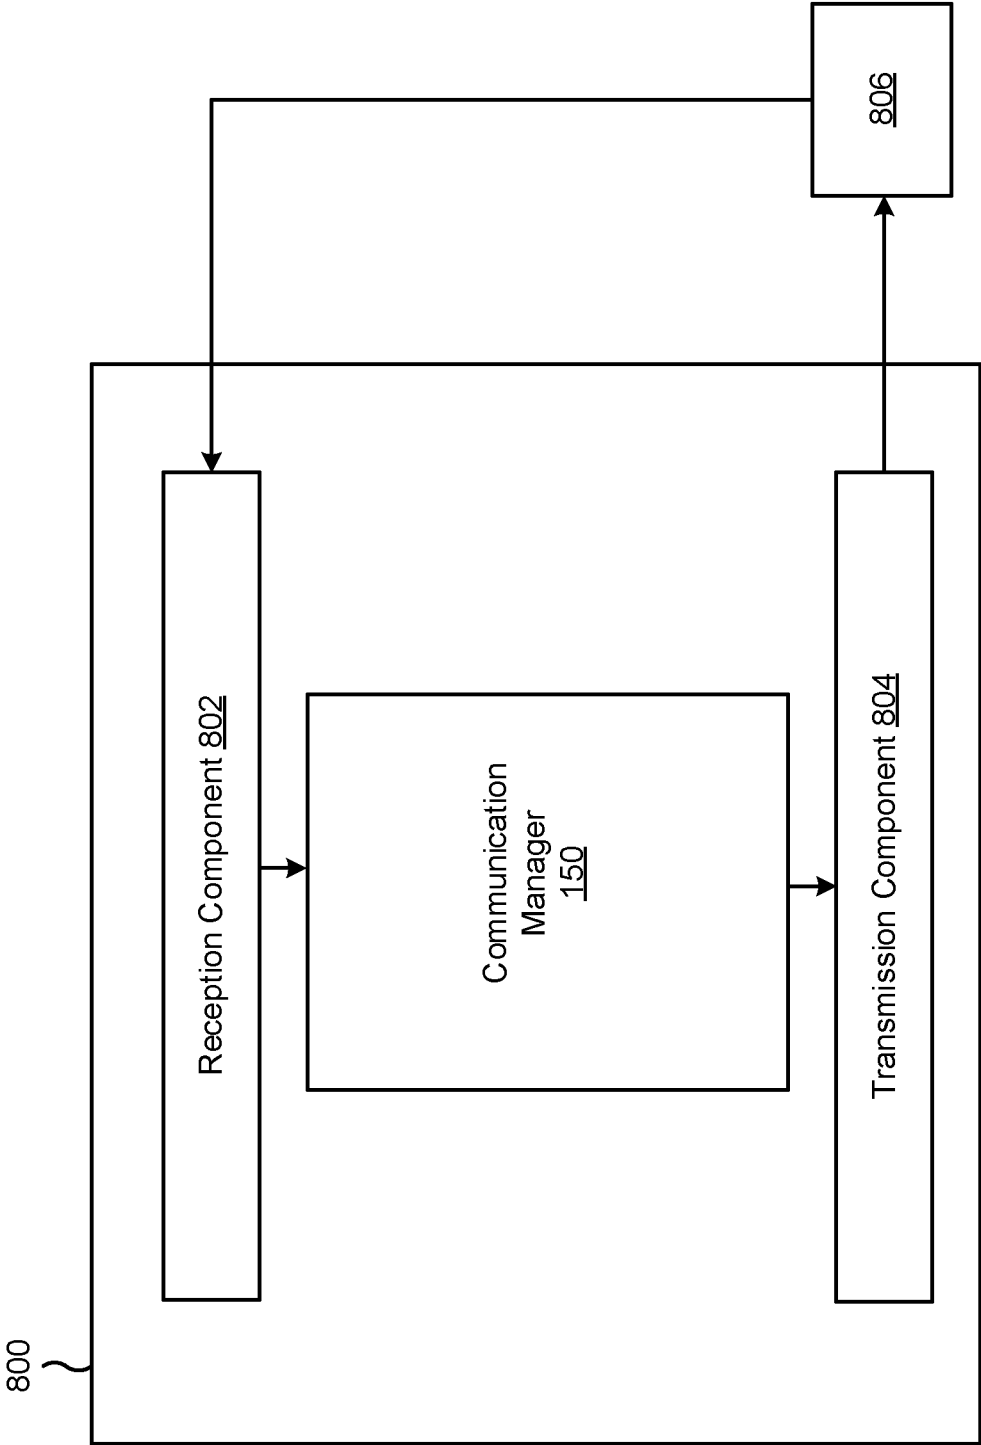 800
Reception Component 802
Communication
Manager
150
Transmission Component 804
806